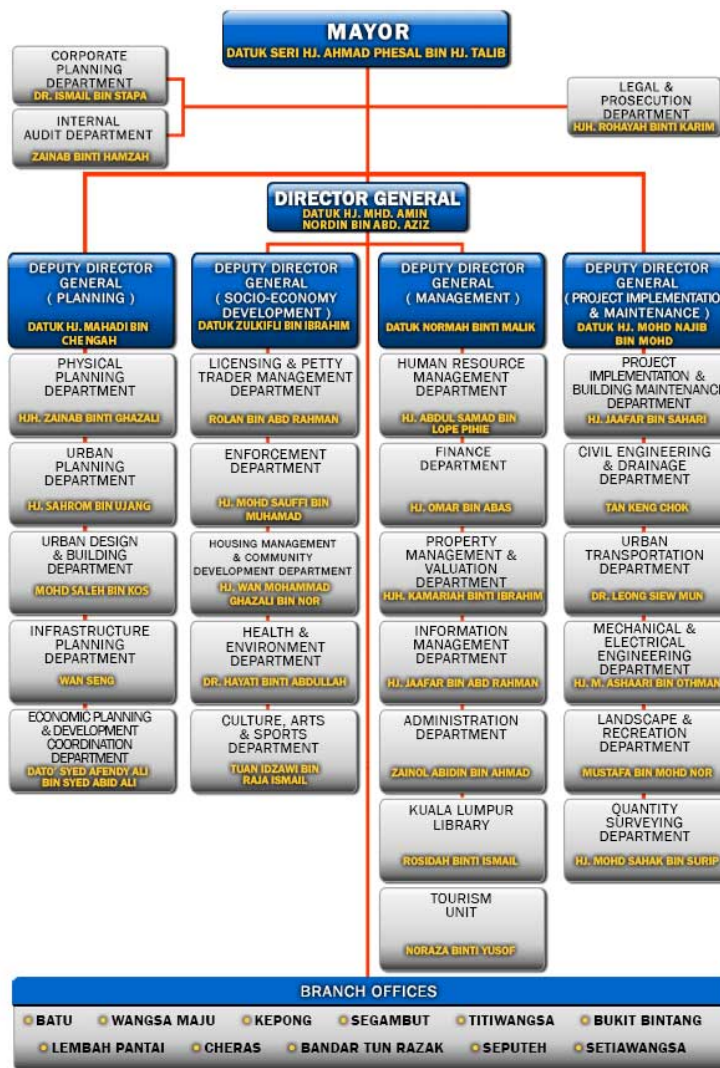 MAYOR
DATUK SERI HJ. AHMAD PHESAL BIN HJ. TALIB
CORPORATE
PLANNING
DEPARTMENT
DR. ISMAIL BIN STAPA
INTERNAL
AUDIT DEPARTMENT
ZAINAB BINTI HAMZAH
LEGAL &
PROSECUTION
DEPARTMENT
HJH. ROHAYAH BINTI KARIM
DIRECTOR GENERAL
DATUK HJ. MHD. AMIN
NORDIN BIN ABD. AZIZ
DEPUTY DIRECTOR
GENERAL
( PLANNING )
DATUK HJ. MAHADI BIN
CHE NGAH
PHYSICAL
PLANNING
DEPARTMENT
HJH. ZAINAB BINTI GHAZALI
URBAN
PLANNING
DEPARTMENT
HJ. SAHROM BIN UJANG
URBAN DESIGN
& BUILDING
DEPARTMENT
MOHD SALEH BIN KOS
INFRASTRUCTURE
PLANNING
DEPARTMENT
WAN SENG
ECONOMIC PLANNING
& DEVELOPMENT
COORDINATION
DEPARTMENT
DATO' SYED AFENDY ALI
BIN SYED ABID ALI
DEPUTY DIRECTOR
GENERAL
( SOCIO-ECONOMY
DEVELOPMENT )
DATUK ZULKIFLI BIN IBRAHIM
LICENSING & PETTY
TRADER MANAGEMENT
DEPARTMENT
ROLAN BIN ABD RAHMAN
ENFORCEMENT
DEPARTMENT
HJ. MOHD SAUFFI BIN
MUHAMAD
HOUSING MANAGEMENT
& COMMUNITY
DEVELOPMENT DEPARTMENT
HJ. WAN MOHAMMAD
GHAZALI BIN NOR
HEALTH &
ENVIRONMENT
DEPARTMENT
DR. HAYATI BINTI ABDULLAH
CULTURE, ARTS
& SPORTS
DEPARTMENT
TUAN IDZAWI BIN
RAJA ISMAIL
DEPUTY DIRECTOR
GENERAL
( MANAGEMENT )
DATUK NORMAH BINTI MALIK
HUMAN RESOURCE
MANAGEMENT
DEPARTMENT
HJ. ABDUL SAMAD BIN
LOPE PIHIE
FINANCE
DEPARTMENT
HJ. OMAR BIN ABAS
PROPERTY
MANAGEMENT &
VALUATION
DEPARTMENT
HJH. KAMARIAH BINTI IBRAHIM
INFORMATION
MANAGEMENT
DEPARTMENT
HJ. JAAFAR BIN ABD RAHMAN
ADMINISTRATION
DEPARTMENT
ZAINOL ABIDIN BIN AHMAD
KUALA LUMPUR
LIBRARY
ROSIDAH BINTI ISMAIL
TOURISM
UNIT
NORAZA BINTI YUSOF
DEPUTY DIRECTOR
GENERAL
( PROJECT IMPLEMENTATION
& MAINTENANCE )
DATUK HJ. MOHD NAJIB
BIN MOHD
PROJECT
IMPLEMENTATION &
BUILDING MAINTENANCE
DEPARTMENT
HJ. JAAFAR BIN SAHARI
CIVIL ENGINEERING
& DRAINAGE
DEPARTMENT
TAN KENG CHOK
URBAN
TRANSPORTATION
DEPARTMENT
DR. LEONG SIEW MUN
MECHANICAL &
ELECTRICAL
ENGINEERING
DEPARTMENT
HJ. M. ASHAARI BIN OTHMAN
LANDSCAPE &
RECREATION
DEPARTMENT
MUSTAFA BIN MOHD NOR
QUANTITY
SURVEYING
DEPARTMENT
HJ. MOHD SAHAK BIN SURIP
BRANCH OFFICES
BATU WANGSA MAJU KEPONG SEGAMBUT TITIWANGSA BUKIT BINTANG
LEMBAH PANTAI CHERAS BANDAR TUN RAZAK SEPUTEH SETIAWANGSA